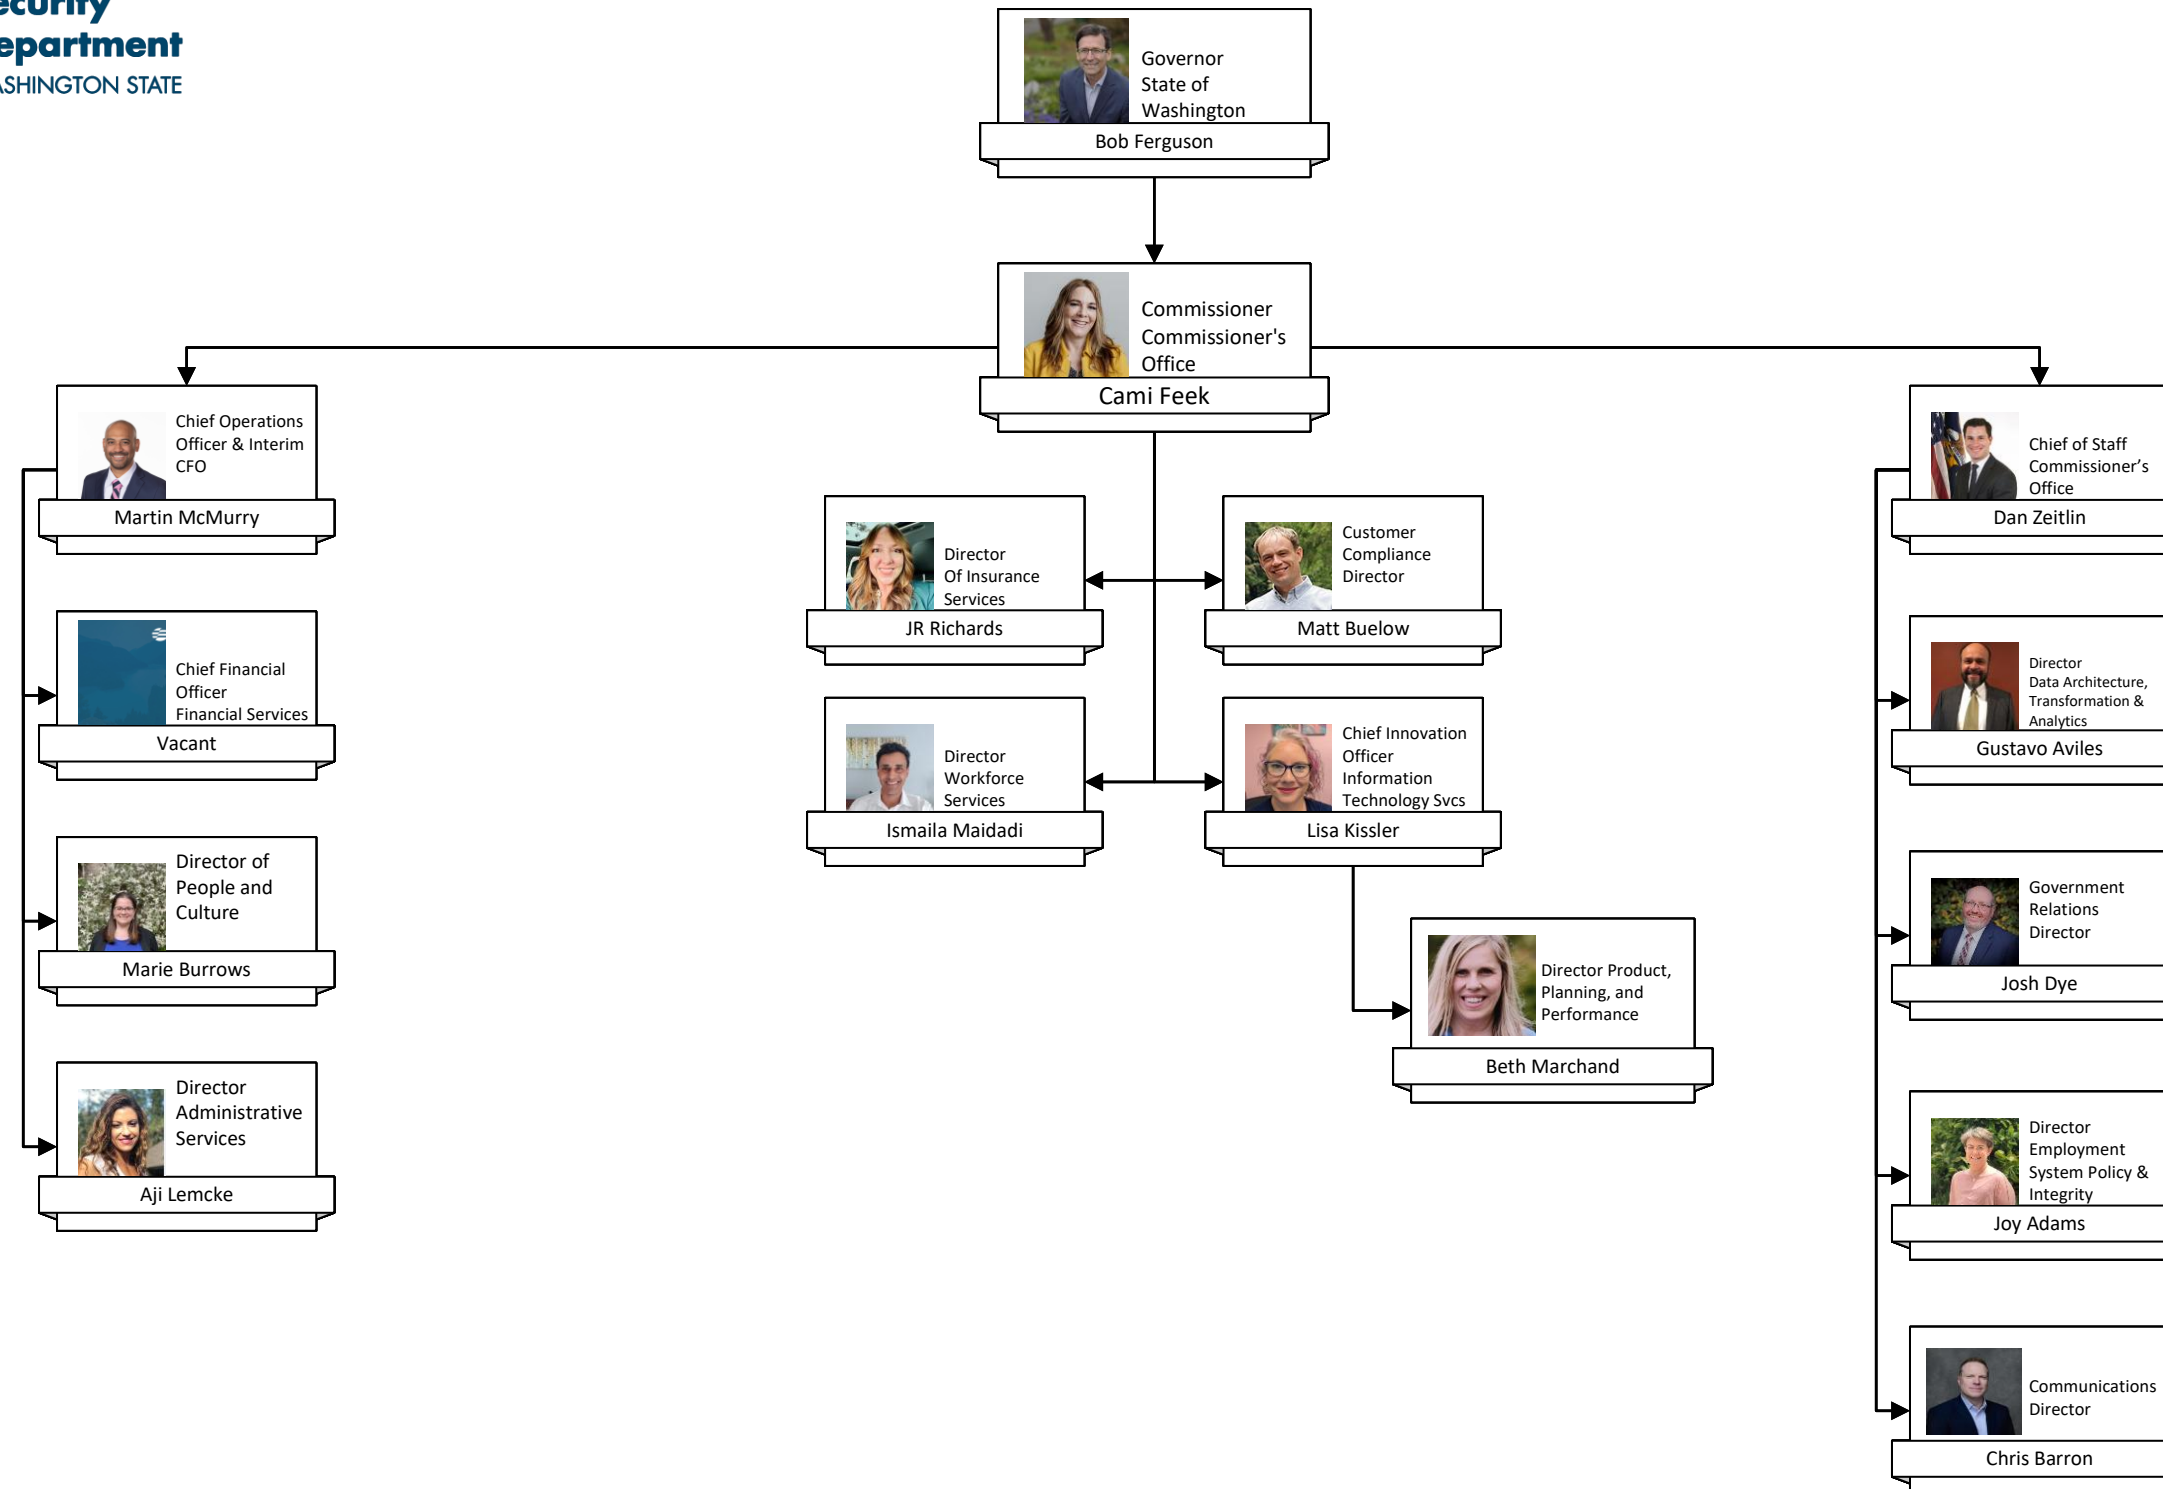 epartment
WASHINGTON STATE
Governor
State of
Washington
Bob Ferguson
Commissioner
Commissioner's
Office
Cami Feek
Chief Operations
Officer & Interim
CFO
Martin McMurry
Chief Financial
Officer
Financial Services
Vacant
Director of
People and
Culture
Marie Burrows
Director
Administrative
Services
Aji Lemcke
Director
Of Insurance
Services
JR Richards
Customer
Compliance
Director
Matt Buelow
Director
Workforce
Services
Ismaila Maidadi
Chief Innovation
Officer
Information
Technology Svcs
Lisa Kissler
Director Product,
Planning, and
Performance
Beth Marchand
Chief of Staff
Commissioner’s
Office
Dan Zeitlin
Director
Data Architecture,
Transformation &
Analytics
Gustavo Aviles
Government
Relations
Director
Josh Dye
Director
Employment
System Policy &
Integrity
Joy Adams
Communications
Director
Chris Barron